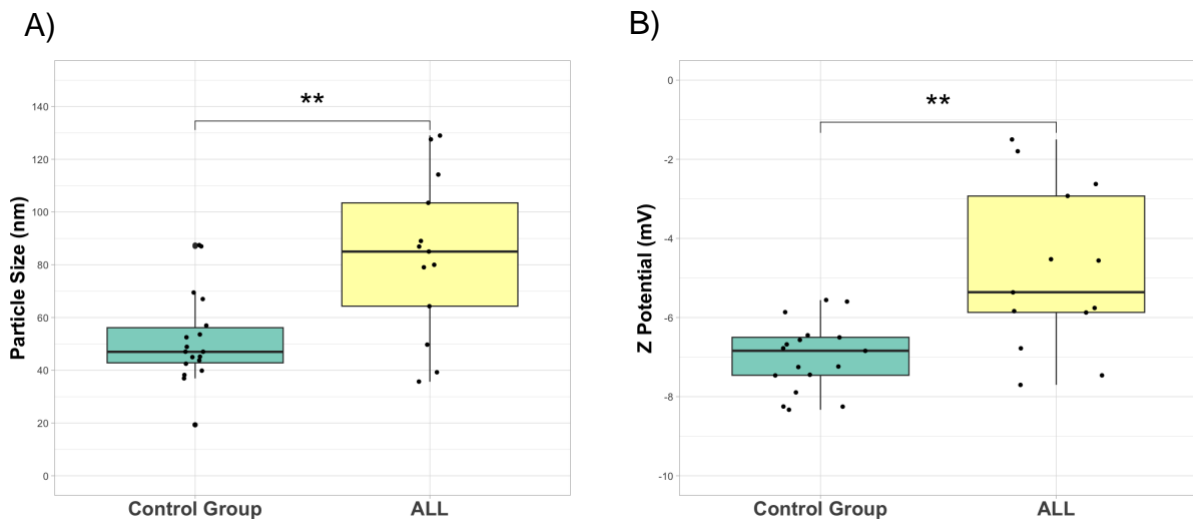 A)
**
140
120
100
80
60
40
20
0
Particle Size (nm)
Control Group
ALL
B)
**
0
-2
-4
-6
-8
-10
Z Potential (mV)
Control Group
ALL